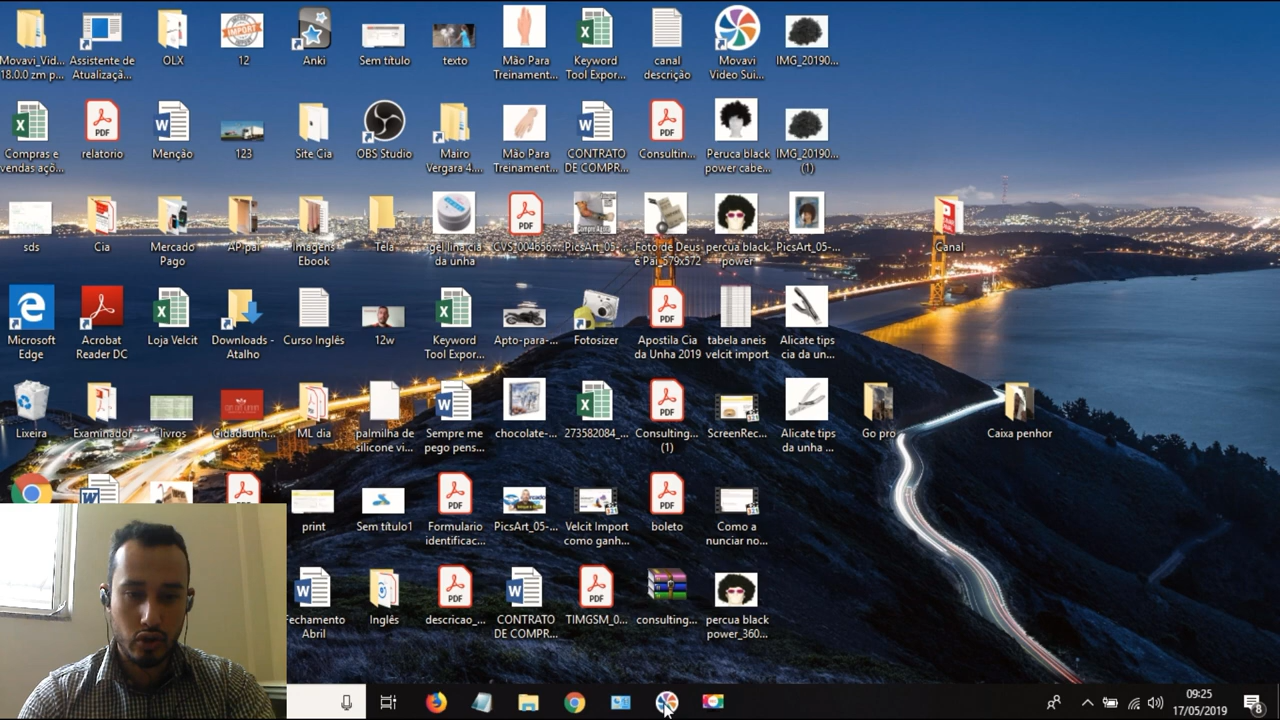 Movavi_Vid...
18.0.0 zm p...
Assistente de
Atualizaçã...
OLX
12
Anki
Sem título
texto
Mão Para
Treinament...
Keyword
Tool Expor...
canal
descrição
Movavi
Video Sui...
IMG_20190...
Compras e
vendas açõ...
relatorio
Menção
123
Site Cia
OBS Studio
Mairo
Vergara 4....
Mão Para
Treinament...
CONTRATO
DE COMPR...
Consultin...
Peruca black
power cabe...
IMG_20190...
(1)
sds
Cia
Mercado
Pago
AP pai
Imagens
Ebook
Tela
gel lina cia
da unha
CVS_004656...
PicsArt_05-...
Foto de Deus
e Pai_579x572
percua black
power
PicsArt_05-...
Canal
Microsoft
Edge
Acrobat
Reader DC
Loja Velcit
Downloads -
Atalho
Curso Inglês
12w
Keyword
Tool Expor...
Apto-para-...
Fotosizer
Apostila Cia
da Unha 2019
tabela aneis
velcit import
Alicate tips
cia da un...
Lixeira
Examinador
livros
Cidadaunh...
ML dia
palmilha de
silicone vi...
Sempre me
pego pens...
chocolate-...
273582084_...
Consulting...
(1)
ScreenRec...
Alicate tips
da unha ...
Go pro
Caixa penhor
print
Sem título1
Formulario
identificac...
PicsArt_05-...
Velcit Import
como ganh...
boleto
Como a
nunciar no...
Fechamento
Abril
Inglês
descricao_...
CONTRATO
DE COMPR...
TIMGSM_0...
consulting...
percua black
power_360...
09:25
17/05/2019
8